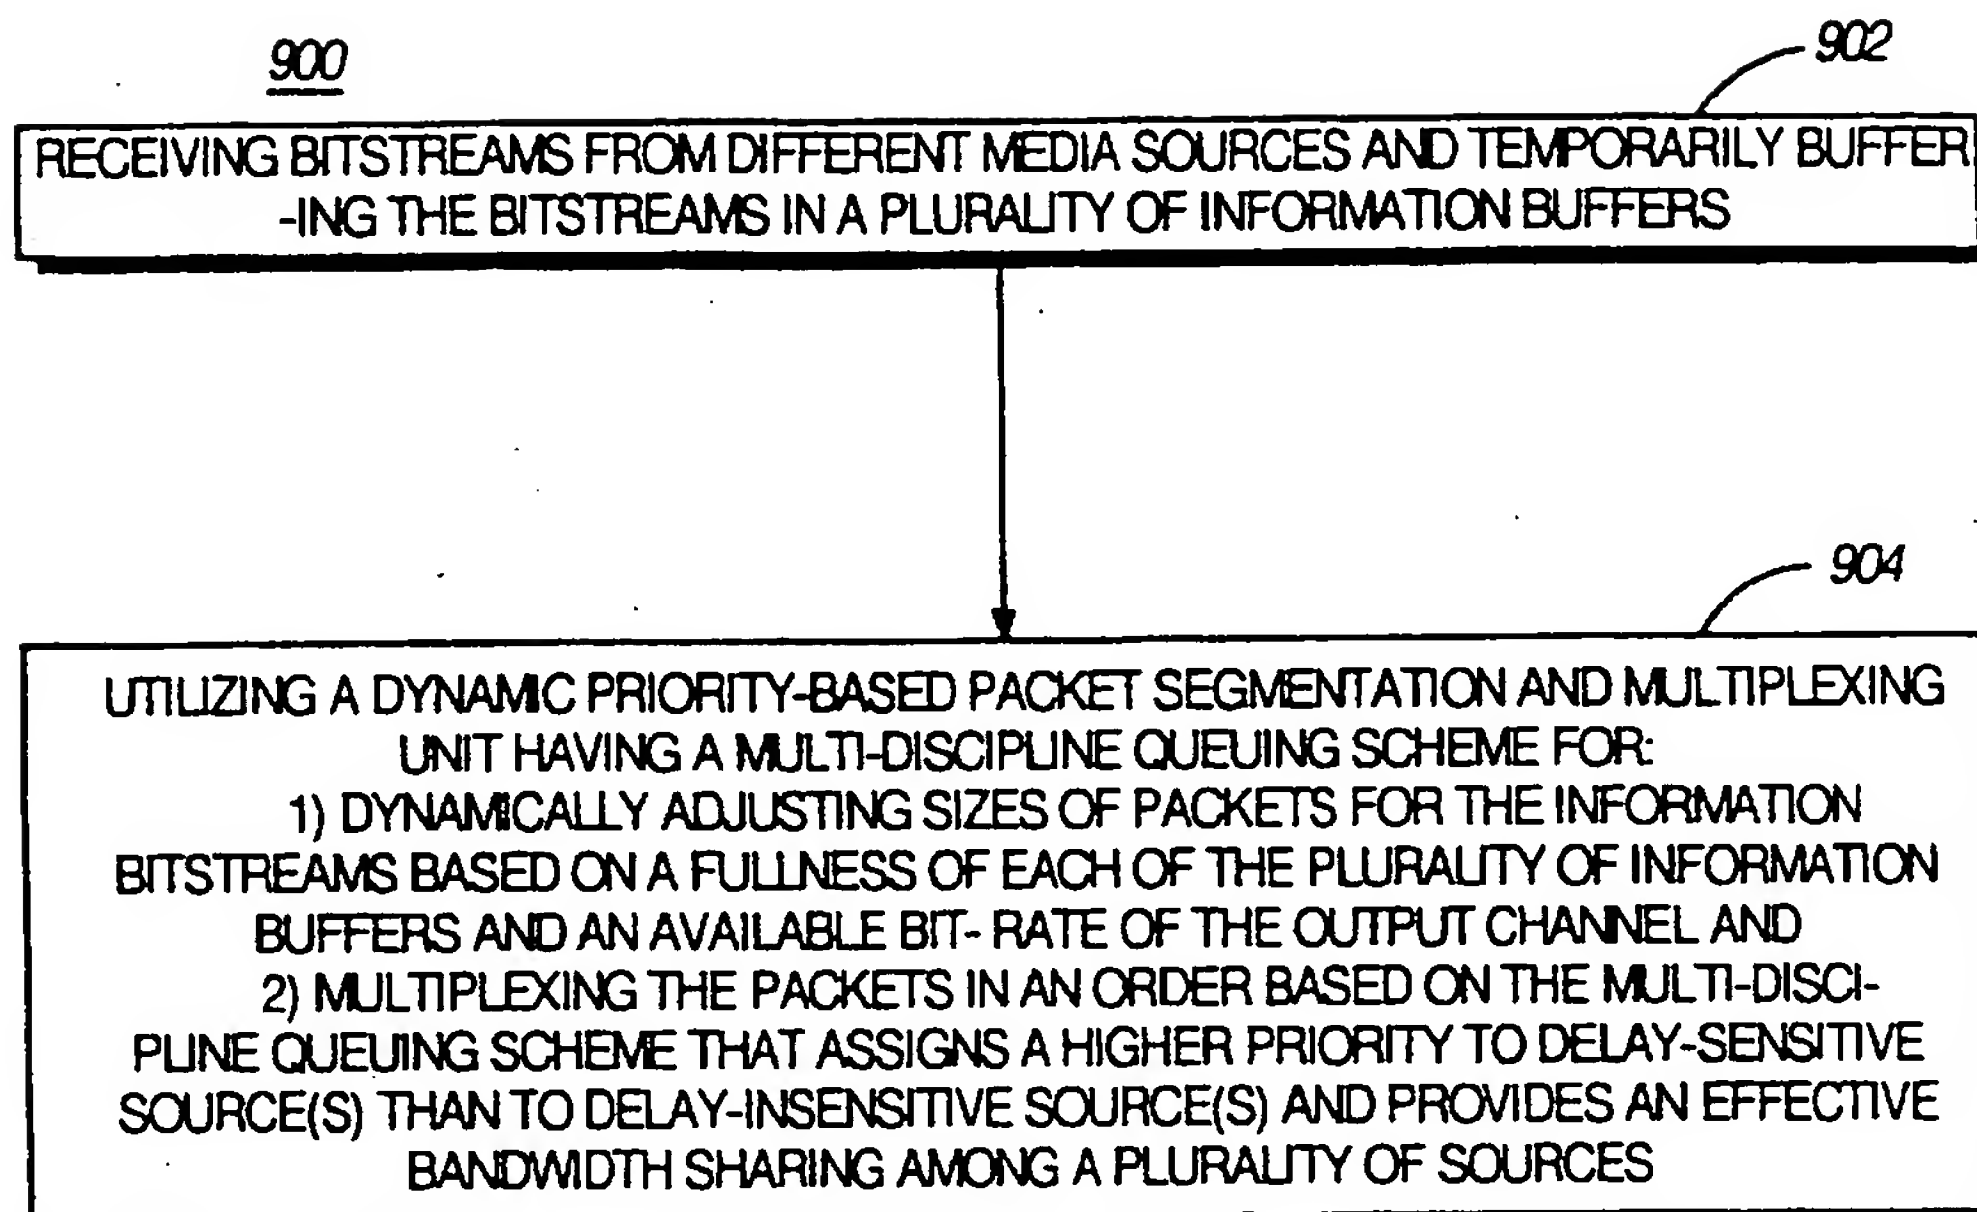 900
902
RECEIVING BITSTREAMS FROM DIFFERENT MEDIA SOURCES AND TEMPORARILY BUFFER
-ING THE BITSTREAMS IN A PLURALITY OF INFORMATION BUFFERS
904
UTILIZING A DYNAMIC PRIORITY-BASED PACKET SEGMENTATION AND MULTIPLEXING
UNIT HAVING A MULTI-DISCIPLINE QUEUING SCHEME FOR:
1) DYNAMICALLY ADJUSTING SIZES OF PACKETS FOR THE INFORMATION
BITSTREAMS BASED ON A FULLNESS OF EACH OF THE PLURALITY OF INFORMATION
BUFFERS AND AN AVAILABLE BIT- RATE OF THE OUTPUT CHANNEL AND
2) MULTIPLEXING THE PACKETS IN AN ORDER BASED ON THE MULTI-DISCI-
PLINE QUEUING SCHEME THAT ASSIGNS A HIGHER PRIORITY TO DELAY-SENSITIVE
SOURCE(S) THAN TO DELAY-INSENSITIVE SOURCE(S) AND PROVIDES AN EFFECTIVE
BANDWIDTH SHARING AMONG A PLURALITY OF SOURCES